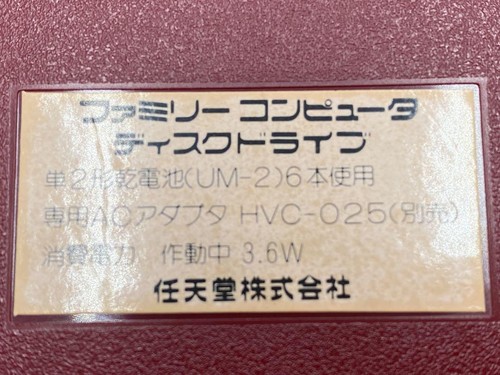 ファミリーコンピュータ
ディスクドライブ
単2形乾電池(UM-2)6本使用
専用ACアダプタ HVC-025(別売)
消費電力 作動中 3.6W
任天堂株式会社